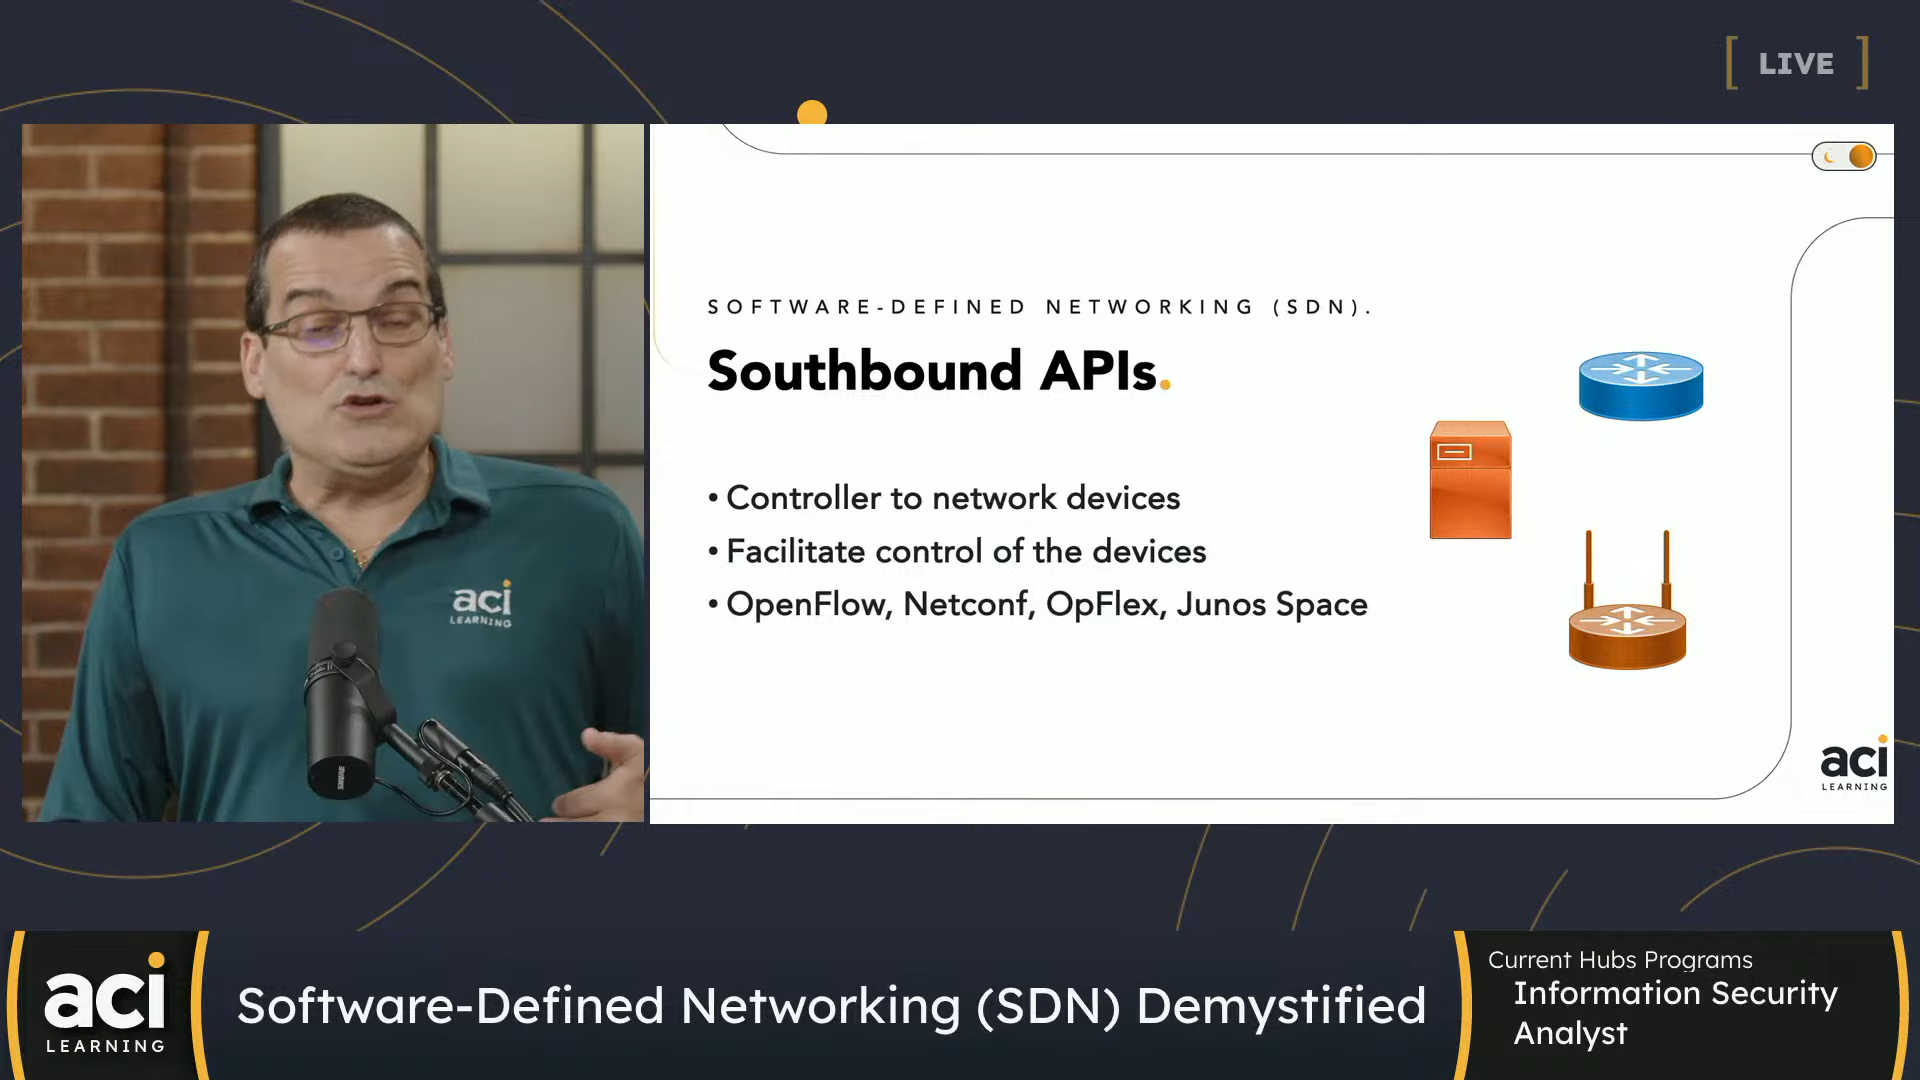 [ LIVE ]
SOFTWARE-DEFINED NETWORKING (SDN).
Southbound APIs.
• Controller to network devices
• Facilitate control of the devices
• OpenFlow, Netconf, OpFlex, Junos Space
aci
LEARNING
SHURE
aci
LEARNING
aci
LEARNING
Software-Defined Networking (SDN) Demystified
Current Hubs Programs
Information Security
Analyst